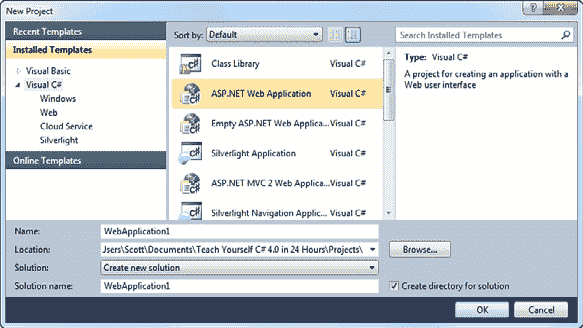 New Project
Recent Templates
Installed Templates
Visual Basic
Visual C#
Windows
Web
Cloud Service
Silverlight
Online Templates
Sort by: Default
Class Library Visual C#
ASP.NET Web Application Visual C#
Empty ASP.NET Web Applica... Visual C#
Silverlight Application Visual C#
ASP.NET MVC 2 Web Applica... Visual C#
Silverlight Navigation Applica... Visual C#
Search Installed Templates
Type: Visual C#
A project for creating an application with a
Web user interface
Name: WebApplication1
Location: Jsers\Scott\Documents\Teach Yourself C# 4.0 in 24 Hours\Projects\ Browse...
Solution: Create new solution
Solution name: WebApplication1 Create directory for solution
OK Cancel